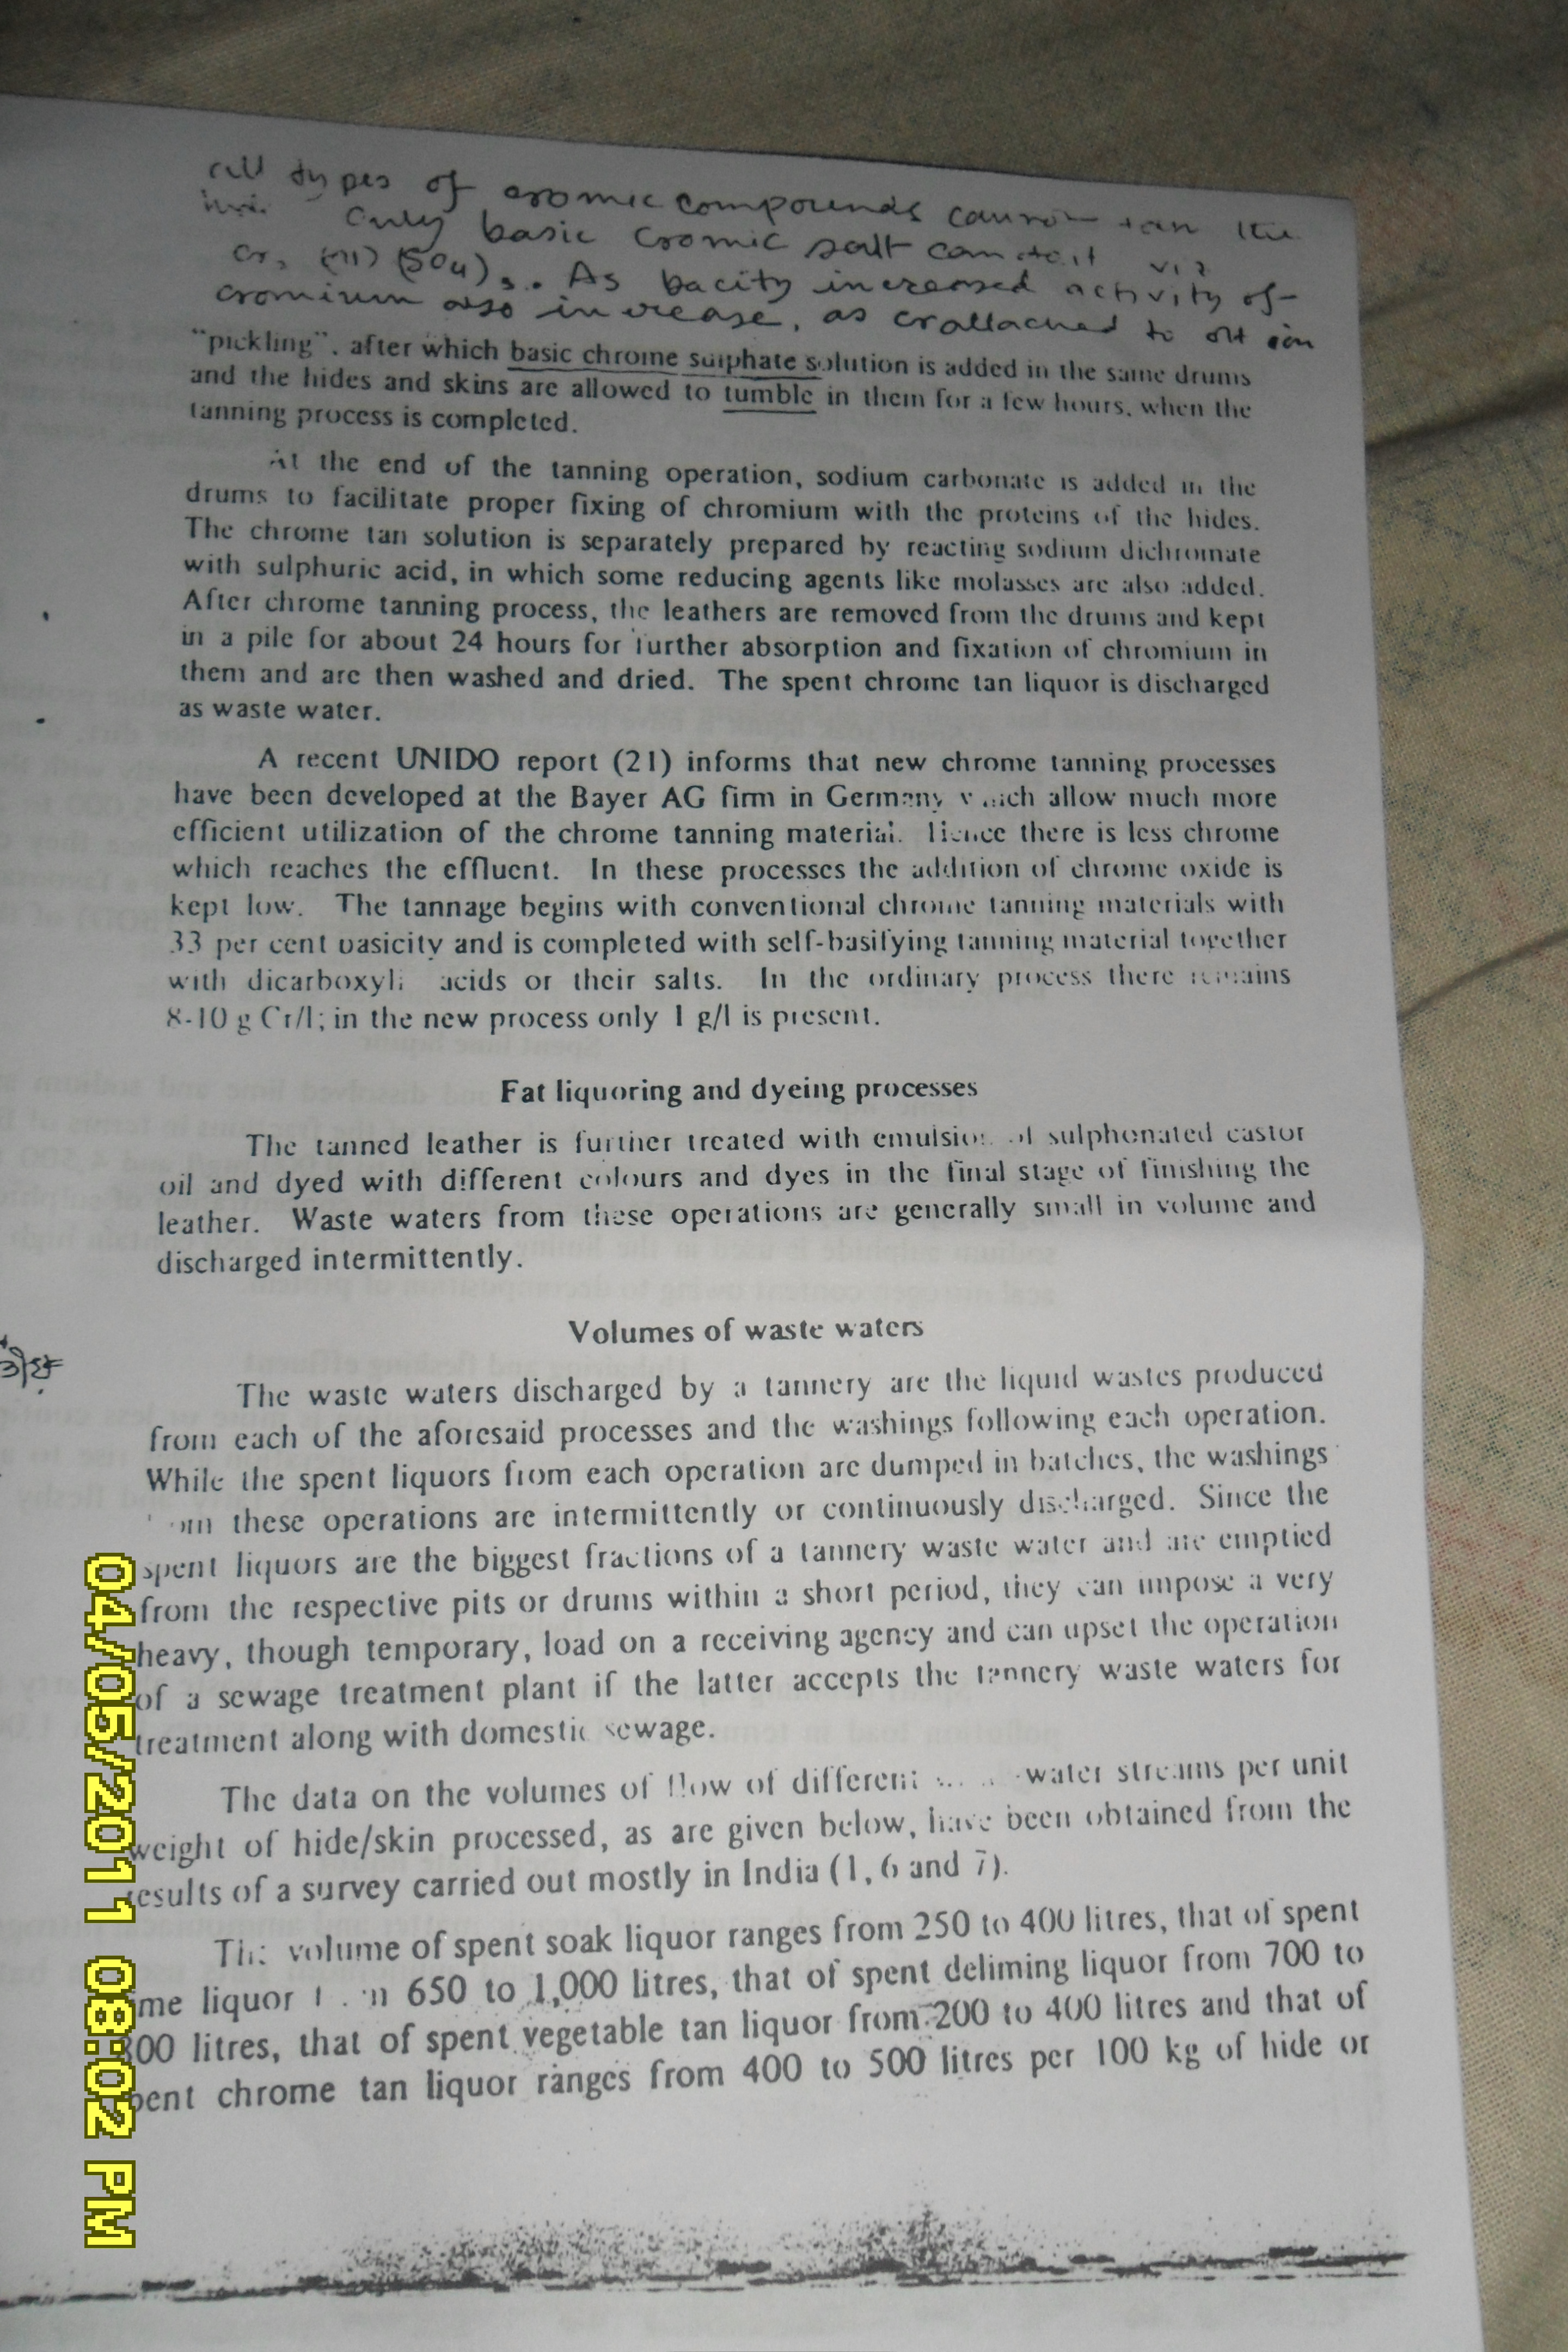 all types of cromic compounds cannot tan the
Only basic cromic salt can do it viz
(III) (SO4)3. As bacity increased activity of
cromium also increase, as cr attached to OH ion
"pickling", after which basic chrome sulphate solution is added in the same drums
and the hides and skins are allowed to tumble in them for a few hours, when the
tanning process is completed.
At the end of the tanning operation, sodium carbonate is added in the
drums to facilitate proper fixing of chromium with the proteins of the hides.
The chrome tan solution is separately prepared by reacting sodium dichromate
with sulphuric acid, in which some reducing agents like molasses are also added.
After chrome tanning process, the leathers are removed from the drums and kept
in a pile for about 24 hours for further absorption and fixation of chromium in
them and are then washed and dried. The spent chrome tan liquor is discharged
as waste water.
A recent UNIDO report (21) informs that new chrome tanning processes
have been developed at the Bayer AG firm in Germany which allow much more
efficient utilization of the chrome tanning material. Hence there is less chrome
which reaches the effluent. In these processes the addition of chrome oxide is
kept low. The tannage begins with conventional chrome tanning materials with
33 per cent basicity and is completed with self-basifying tanning material together
with dicarboxylic acids or their salts. In the ordinary process there remains
8-10 g Cr/l; in the new process only 1 g/l is present.
Fat liquoring and dyeing processes
The tanned leather is further treated with emulsion of sulphonated castor
oil and dyed with different colours and dyes in the final stage of finishing the
leather. Waste waters from these operations are generally small in volume and
discharged intermittently.
Volumes of waste waters
The waste waters discharged by a tannery are the liquid wastes produced
from each of the aforesaid processes and the washings following each operation.
While the spent liquors from each operation are dumped in batches, the washings
from these operations are intermittently or continuously discharged. Since the
spent liquors are the biggest fractions of a tannery waste water and are emptied
from the respective pits or drums within a short period, they can impose a very
heavy, though temporary, load on a receiving agency and can upset the operation
of a sewage treatment plant if the latter accepts the tannery waste waters for
treatment along with domestic sewage.
The data on the volumes of flow of different water streams per unit
weight of hide/skin processed, as are given below, have been obtained from the
results of a survey carried out mostly in India (1, 6 and 7).
The volume of spent soak liquor ranges from 250 to 400 litres, that of spent
lime liquor from 650 to 1,000 litres, that of spent deliming liquor from 700 to
800 litres, that of spent vegetable tan liquor from 200 to 400 litres and that of
spent chrome tan liquor ranges from 400 to 500 litres per 100 kg of hide or
04/05/2011 08:02 PM